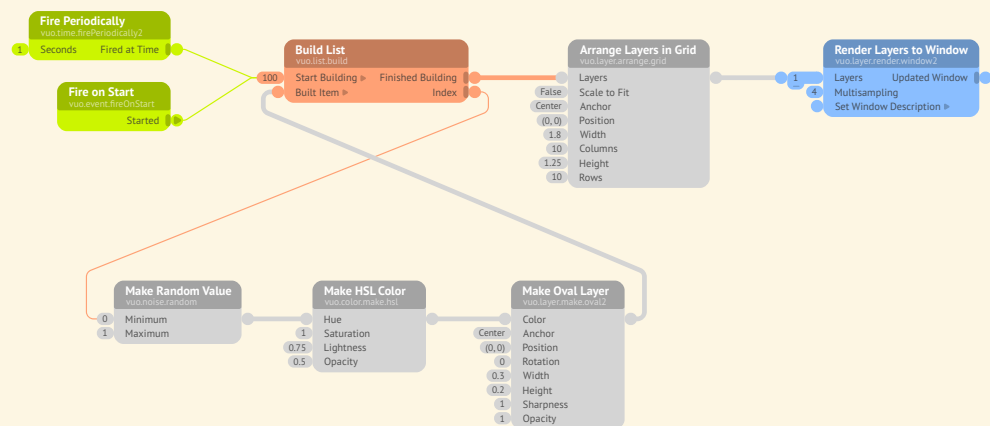 Fire Periodically
vuo.time.firePeriodically2
1 Seconds Fired at Time
Fire on Start
vuo.event.fireOnStart
Started
Build List
vuo.list.build
100 Start Building Finished Building
Built Item Index
Arrange Layers in Grid
vuo.layer.arrange.grid
Layers
False Scale to Fit
Center Anchor
(0, 0) Position
1.8 Width
10 Columns
1.25 Height
10 Rows
Render Layers to Window
vuo.layer.render.window2
1 Layers Updated Window
...
4 Multisampling
Set Window Description
Make Random Value
vuo.noise.random
0 Minimum
1 Maximum
Make HSL Color
vuo.color.make.hsl
Hue
1 Saturation
0.75 Lightness
0.5 Opacity
Make Oval Layer
vuo.layer.make.oval2
Color
Center Anchor
(0, 0) Position
0 Rotation
0.3 Width
0.2 Height
1 Sharpness
1 Opacity